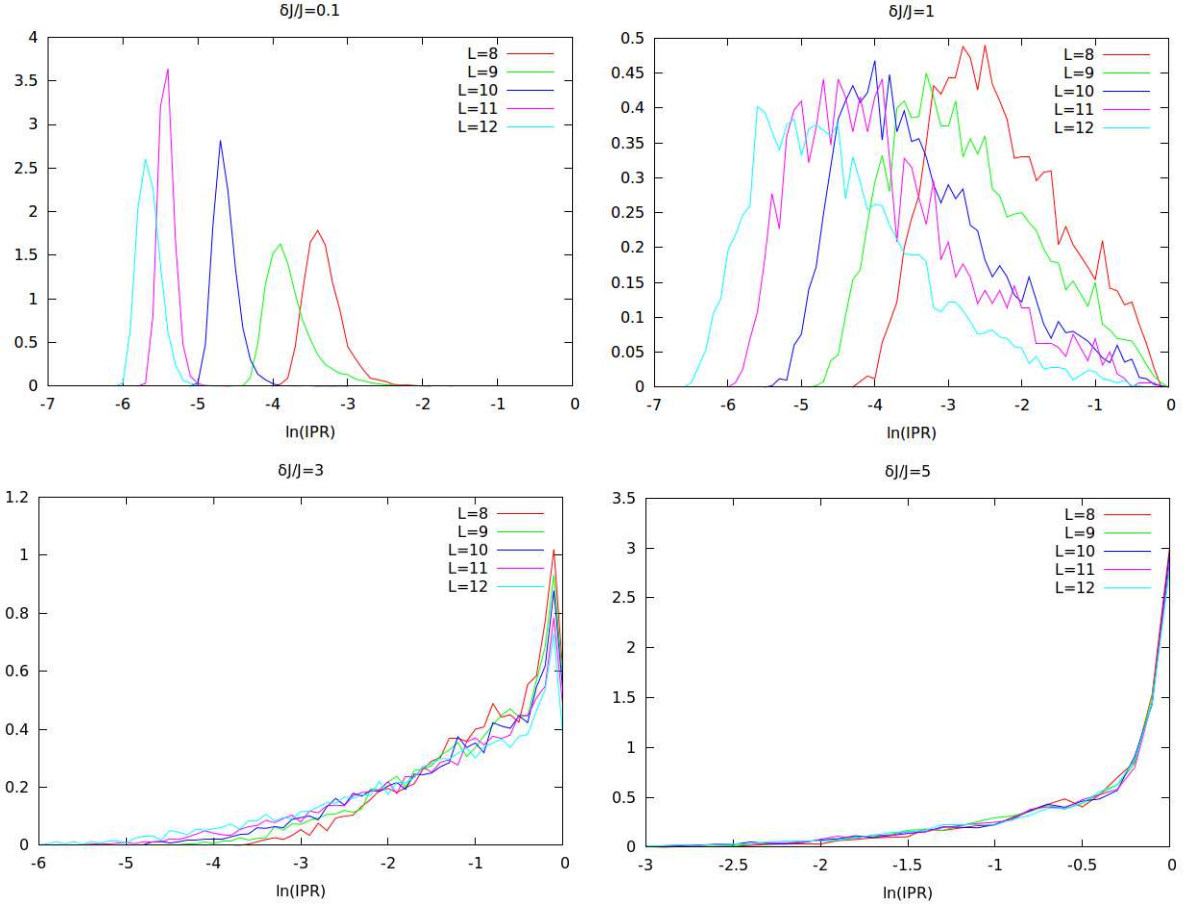 δJ/J=0.1
4
3.5
3
2.5
2
1.5
1
0.5
0
-7 -6 -5 -4 -3 -2 -1 0
ln(IPR)
L=8
L=9
L=10
L=11
L=12
δJ/J=1
0.5
0.45
0.4
0.35
0.3
0.25
0.2
0.15
0.1
0.05
0
-7 -6 -5 -4 -3 -2 -1 0
ln(IPR)
L=8
L=9
L=10
L=11
L=12
δJ/J=3
1.2
1
0.8
0.6
0.4
0.2
0
-6 -5 -4 -3 -2 -1 0
ln(IPR)
L=8
L=9
L=10
L=11
L=12
δJ/J=5
3.5
3
2.5
2
1.5
1
0.5
0
-3 -2.5 -2 -1.5 -1 -0.5 0
ln(IPR)
L=8
L=9
L=10
L=11
L=12